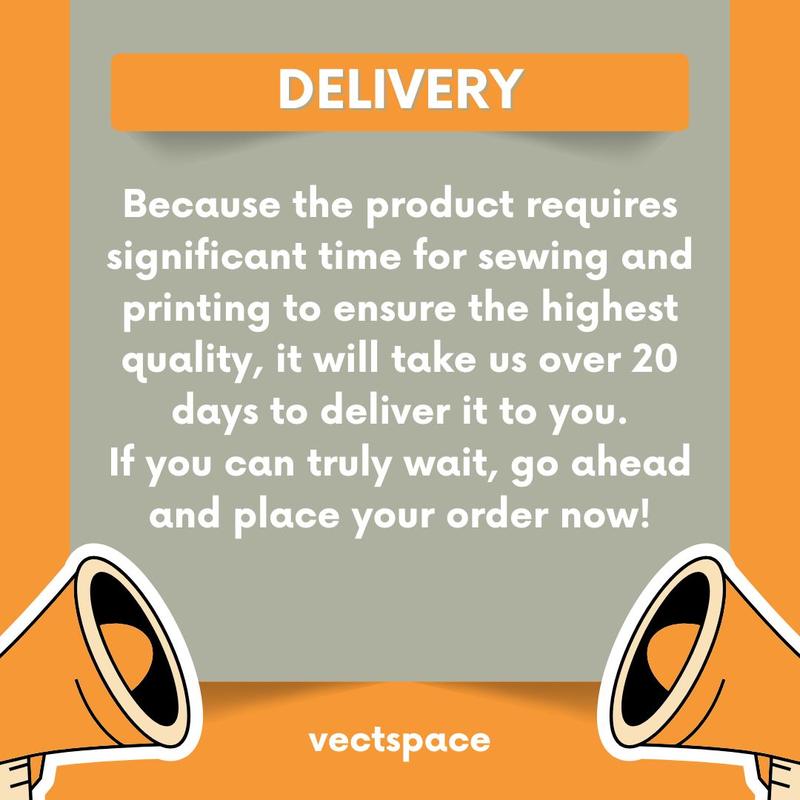 DELIVERY
Because the product requires
significant time for sewing and
printing to ensure the highest
quality, it will take us over 20
days to deliver it to you.
If you can truly wait, go ahead
and place your order now!
vectspace